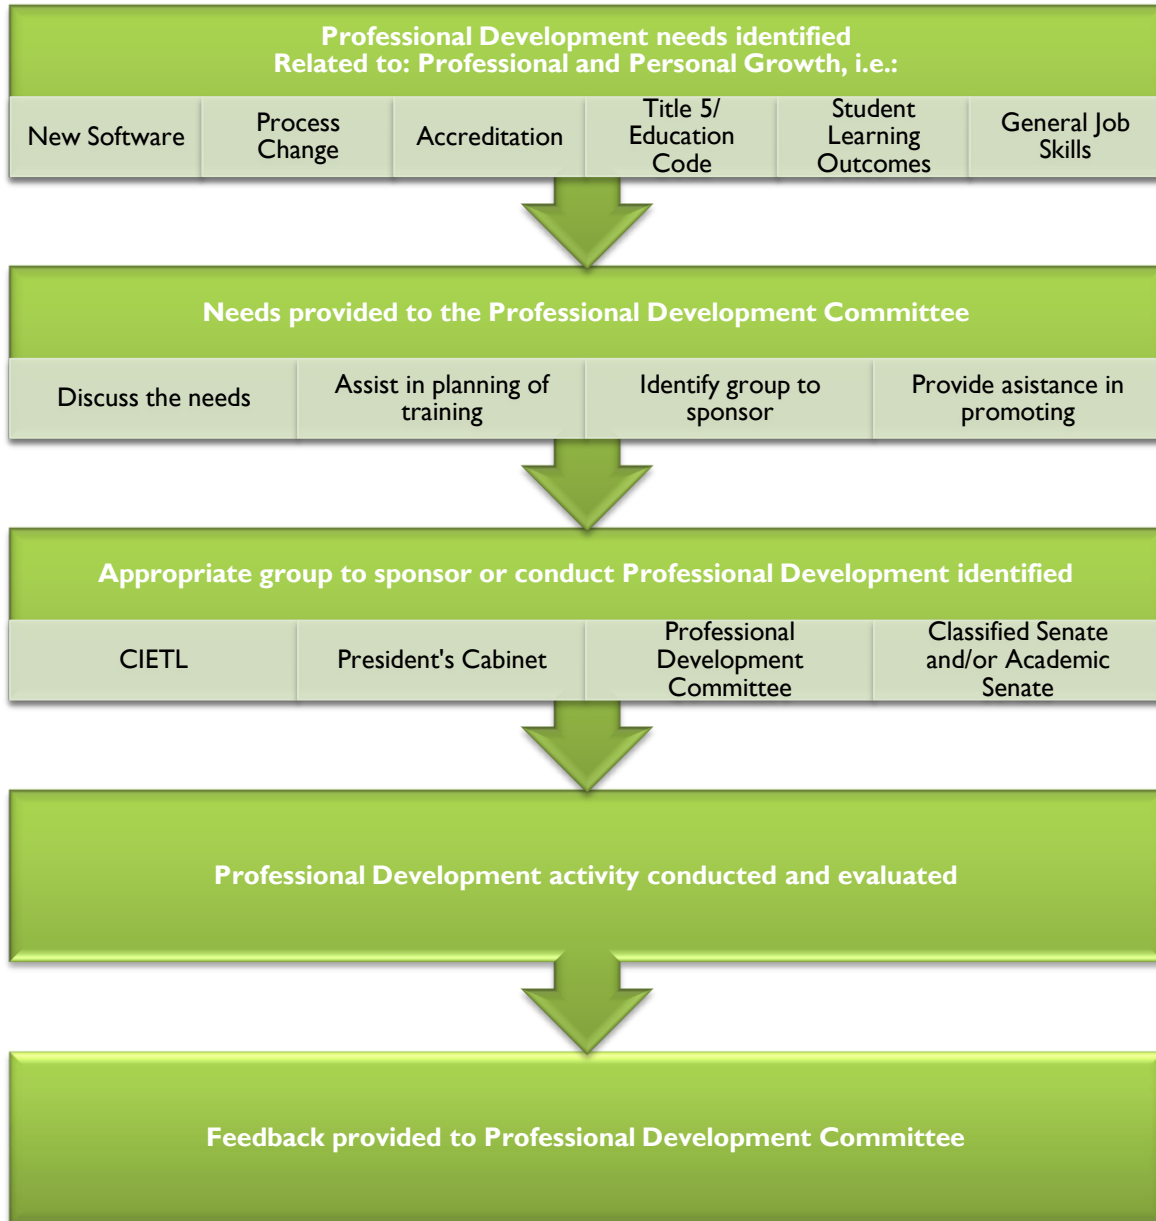 Professional Development needs identified
Related to: Professional and Personal Growth, i.e.:
New Software
Process
Change
Accreditation
Title 5/
Education
Code
Student
Learning
Outcomes
General Job
Skills
Needs provided to the Professional Development Committee
Discuss the needs
Assist in planning of
training
Identify group to
sponsor
Provide asistance in
promoting
Appropriate group to sponsor or conduct Professional Development identified
CIETL
President's Cabinet
Professional
Development
Committee
Classified Senate
and/or Academic
Senate
Professional Development activity conducted and evaluated
Feedback provided to Professional Development Committee